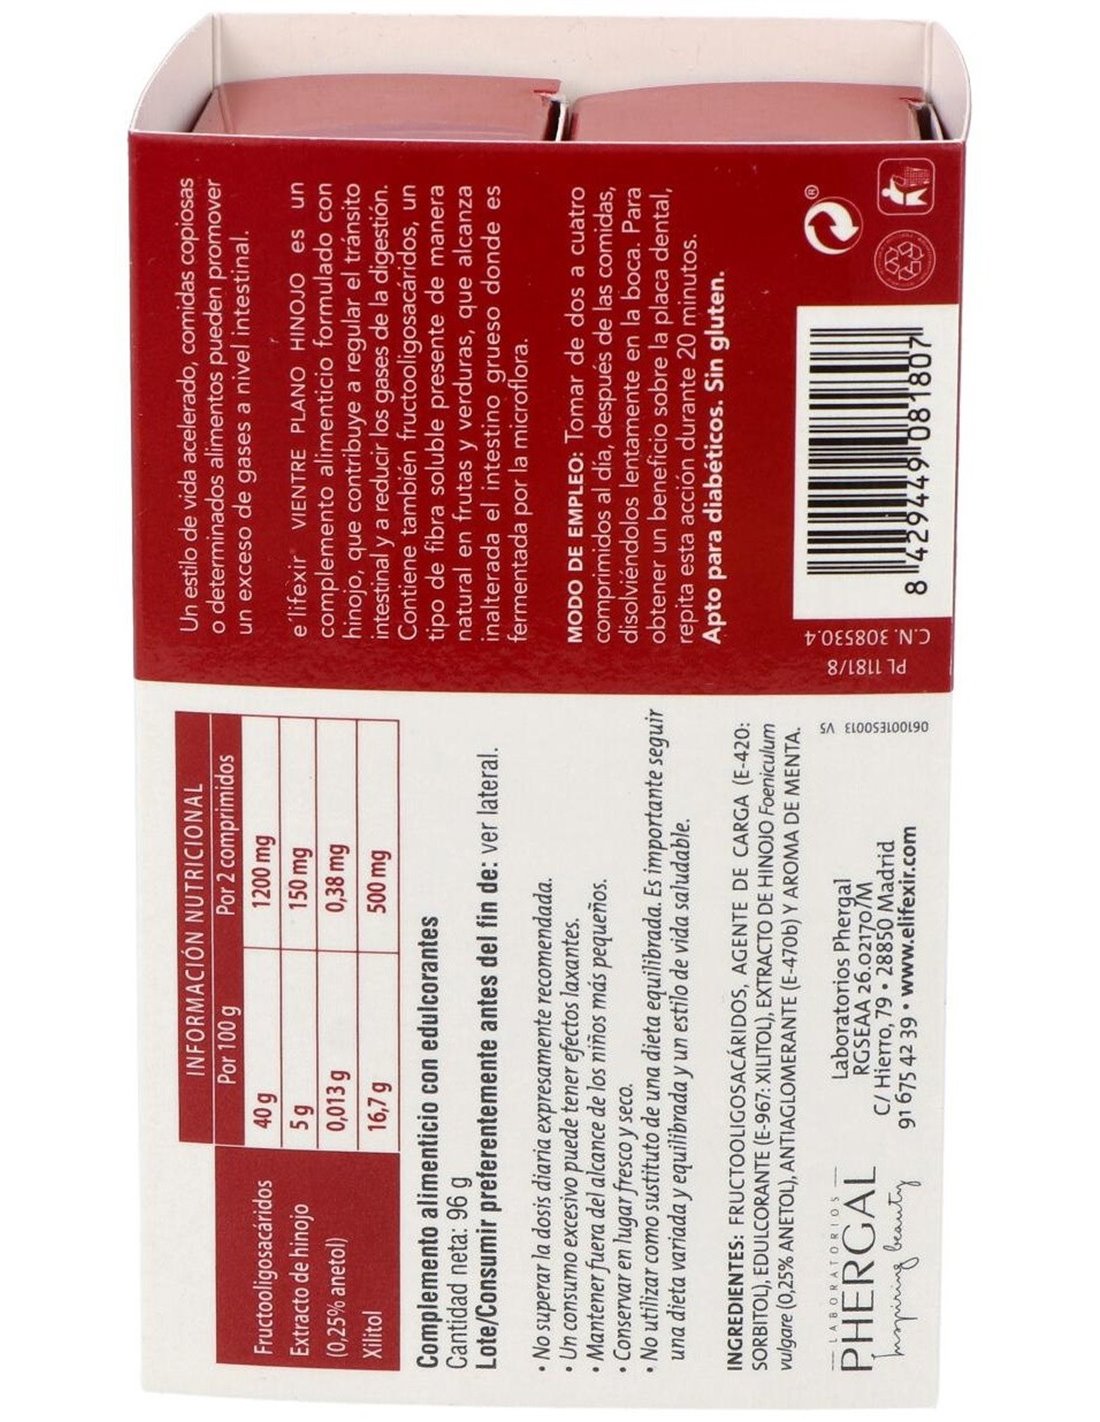 Un estilo de vida acelerado, comidas copiosas
o determinados alimentos pueden promover
un exceso de gases a nivel intestinal.
e´lifexir® VIENTRE PLANO HINOJO es un
complemento alimenticio formulado con
hinojo, que contribuye a regular el tránsito
intestinal y a reducir los gases de la digestión.
Contiene también fructooligosacáridos, un
tipo de fibra soluble presente de manera
natural en frutas y verduras, que alcanza
inalterada el intestino grueso donde es
fermentada por la microflora.
MODO DE EMPLEO: Tomar de dos a cuatro
comprimidos al día, después de las comidas,
disolviéndolos lentamente en la boca. Para
obtener un beneficio sobre la placa dental,
repita esta acción durante 20 minutos.
Apto para diabéticos. Sin gluten.
®
8 429449 081807
C.N. 308530.4
PL 1181/8
INFORMACIÓN NUTRICIONAL
Por 100 g Por 2 comprimidos
Fructooligosacáridos 40 g 1200 mg
Extracto de hinojo 5 g 150 mg
(0,25% anetol) 0,013 g 0,38 mg
Xilitol 16,7 g 500 mg
Complemento alimenticio con edulcorantes
Cantidad neta: 96 g
Lote/Consumir preferentemente antes del fin de: ver lateral.
• No superar la dosis diaria expresamente recomendada.
• Un consumo excesivo puede tener efectos laxantes.
• Mantener fuera del alcance de los niños más pequeños.
• Conservar en lugar fresco y seco.
• No utilizar como sustituto de una dieta equilibrada. Es importante seguir
una dieta variada y equilibrada y un estilo de vida saludable.
INGREDIENTES: FRUCTOOLIGOSACÁRIDOS, AGENTE DE CARGA (E-420:
SORBITOL), EDULCORANTE (E-967: XILITOL), EXTRACTO DE HINOJO Foeniculum
vulgare (0,25% ANETOL), ANTIAGLOMERANTE (E-470b) Y AROMA DE MENTA.
LABORATORIOS
PHERGAL
Inspiring beauty
Laboratorios Phergal
RGSEAA 26.02170/M
C/ Hierro, 79 • 28850 Madrid
91 675 42 39 • www.elifexir.com
061001ES0013 V5